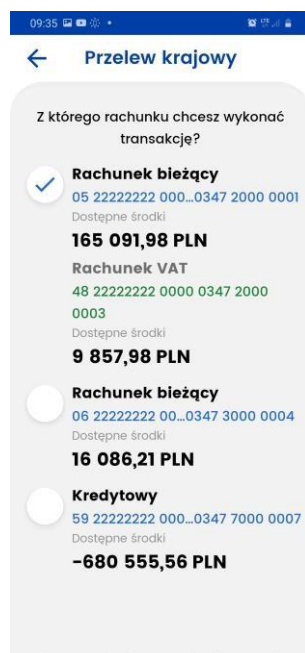 09:35
Przelew krajowy
Z którego rachunku chcesz wykonać
transakcję?
Rachunek bieżący
05 22222222 000...0347 2000 0001
Dostępne środki
165 091,98 PLN
Rachunek VAT
48 22222222 0000 0347 2000
0003
Dostępne środki
9 857,98 PLN
Rachunek bieżący
06 22222222 00...0347 3000 0004
Dostępne środki
16 086,21 PLN
Kredytowy
59 22222222 000...0347 7000 0007
Dostępne środki
-680 555,56 PLN